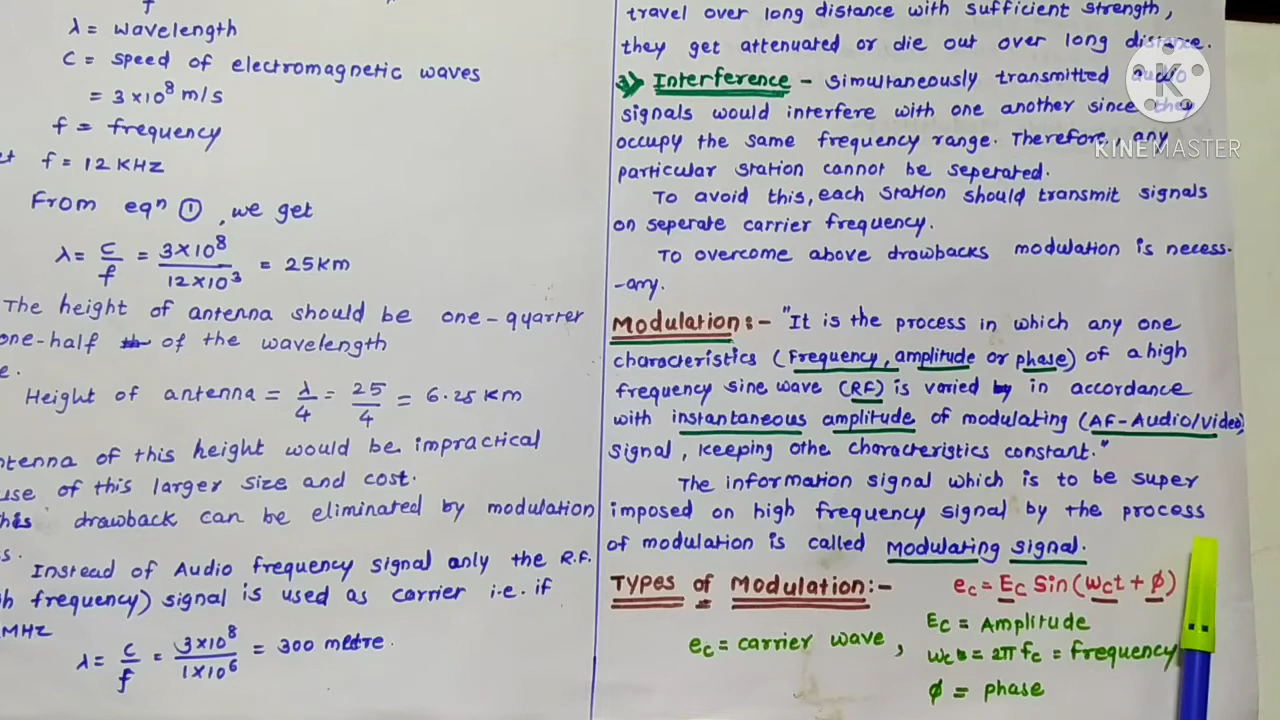 f
λ = wavelength
C = speed of electromagnetic waves
= 3×10⁸ m/s
f = frequency
f = 12 KHz
From eqⁿ ①, we get
λ = c/f = 3×10⁸/12×10³ = 25Km
The height of antenna should be one-quarter
one-half of the wavelength
Height of antenna = λ/4 = 25/4 = 6.25 Km
of this height would be impractical
of this larger size and cost.
drawback can be eliminated by modulation
Instead of Audio frequency signal only the R.F.
frequency) signal is used as carrier i.e. if
MHz
λ = c/f = 3×10⁸/1×10⁶ = 300 metre.
travel over long distance with sufficient strength,
they get attenuated or die out over long distance.
3) Interference - Simultaneously transmitted audio
signals would interfere with one another since they
occupy the same frequency range. Therefore, any
particular station cannot be seperated.
To avoid this, each station should transmit signals
on seperate carrier frequency.
To overcome above drawbacks modulation is necess-
-ary.
Modulation:- "It is the process in which any one
characteristics (Frequency, amplitude or phase) of a high
frequency sine wave (RF) is varied by in accordance
with instantaneous amplitude of modulating (AF-Audio/Video)
signal, keeping othe characteristics constant."
The information signal which is to be super
imposed on high frequency signal by the process
of modulation is called Modulating signal.
Types of Modulation:- ec = Ec Sin(ωct + φ)
ec = carrier wave, Ec = Amplitude
ωc = 2π fc = frequency
φ = phase
K
KINEMASTER